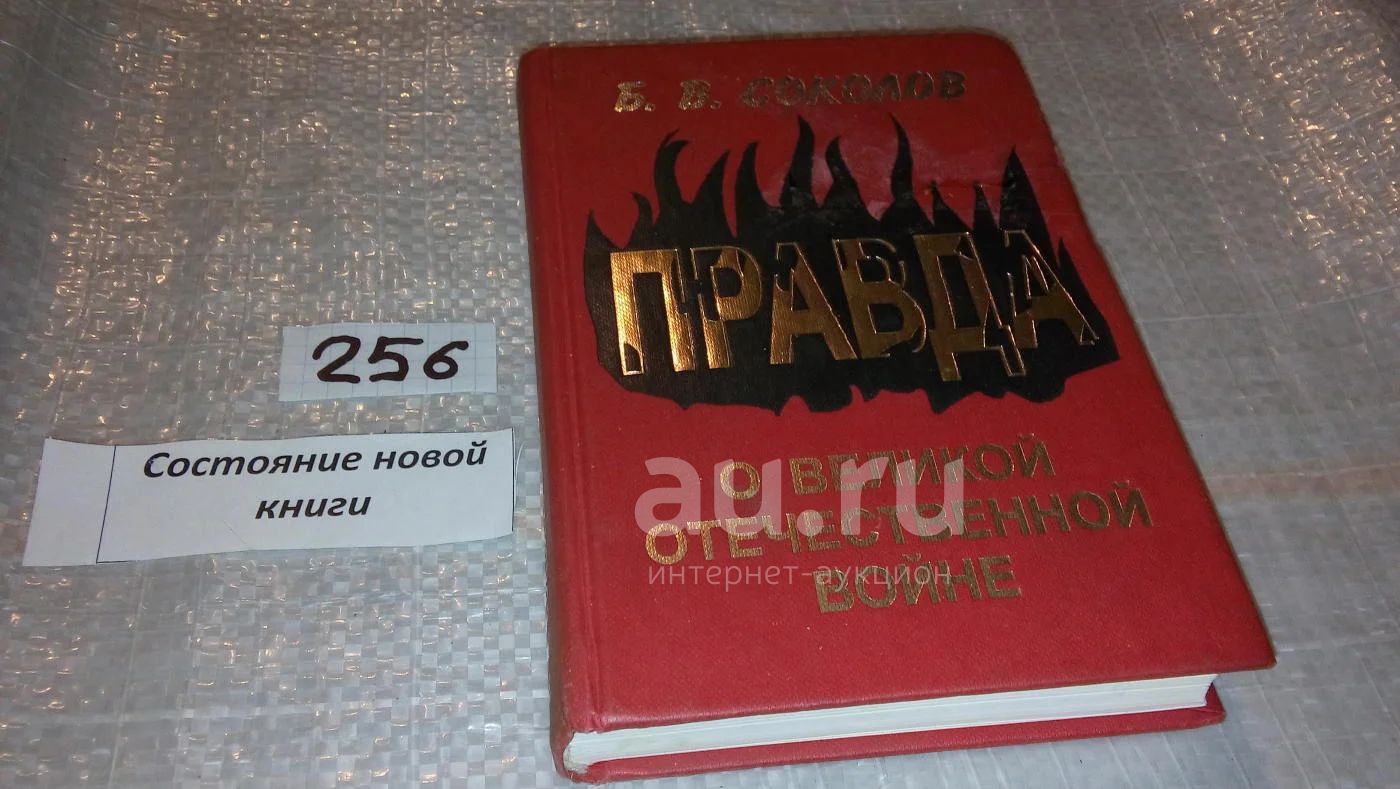 Б. В. СОКОЛОВ
ПРАВДА
О ВЕЛИКОЙ
ОТЕЧЕСТВЕННОЙ
ВОЙНЕ
256
Состояние новой
книги
au.ru
интернет-аукцион